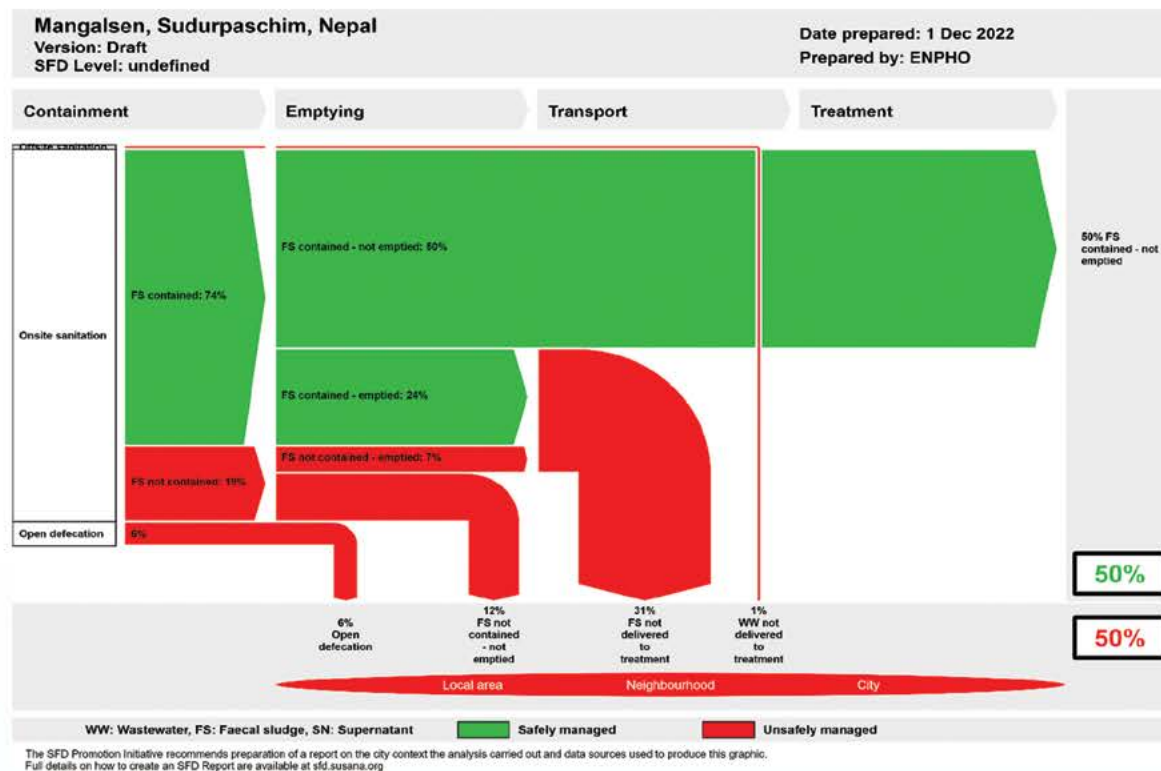 Mangalsen, Sudurpaschim, Nepal
Version: Draft
SFD Level: undefined
Date prepared: 1 Dec 2022
Prepared by: ENPHO
Containment
Emptying
Transport
Treatment
Onsite sanitation
FS contained: 74%
FS contained - not emptied: 50%
50% FS
contained - not
emptied
Onsite sanitation
FS contained - emptied: 24%
FS not contained - emptied: 7%
FS not contained: 19%
Open defecation
6%
50%
6%
Open
defecation
12%
FS not
contained -
not
emptied
31%
FS not
delivered
to
treatment
1%
WW not
delivered
to
treatment
50%
Local area
Neighbourhood
City
WW: Wastewater, FS: Faecal sludge, SN: Supernatant
Safely managed
Unsafely managed
The SFD Promotion Initiative recommends preparation of a report on the city context the analysis carried out and data sources used to produce this graphic.
Full details on how to create an SFD Report are available at sfd.susana.org